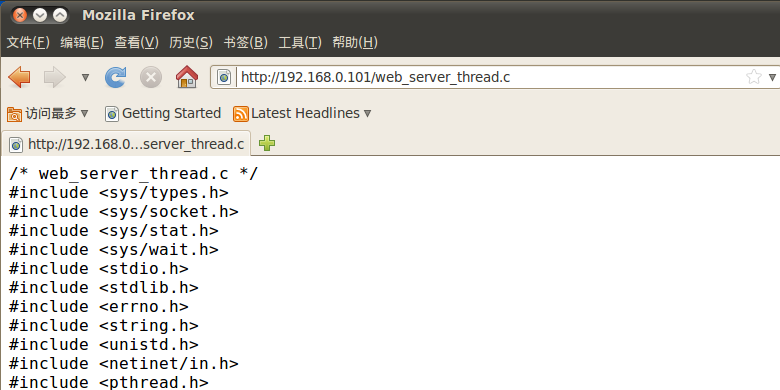 Mozilla Firefox
文件(F) 编辑(E) 查看(V) 历史(S) 书签(B) 工具(T) 帮助(H)
http://192.168.0.101/web_server_thread.c
访问最多 Getting Started Latest Headlines
http://192.168.0...server_thread.c
/* web_server_thread.c */
#include <sys/types.h>
#include <sys/socket.h>
#include <sys/stat.h>
#include <sys/wait.h>
#include <stdio.h>
#include <stdlib.h>
#include <errno.h>
#include <string.h>
#include <unistd.h>
#include <netinet/in.h>
#include <pthread.h>